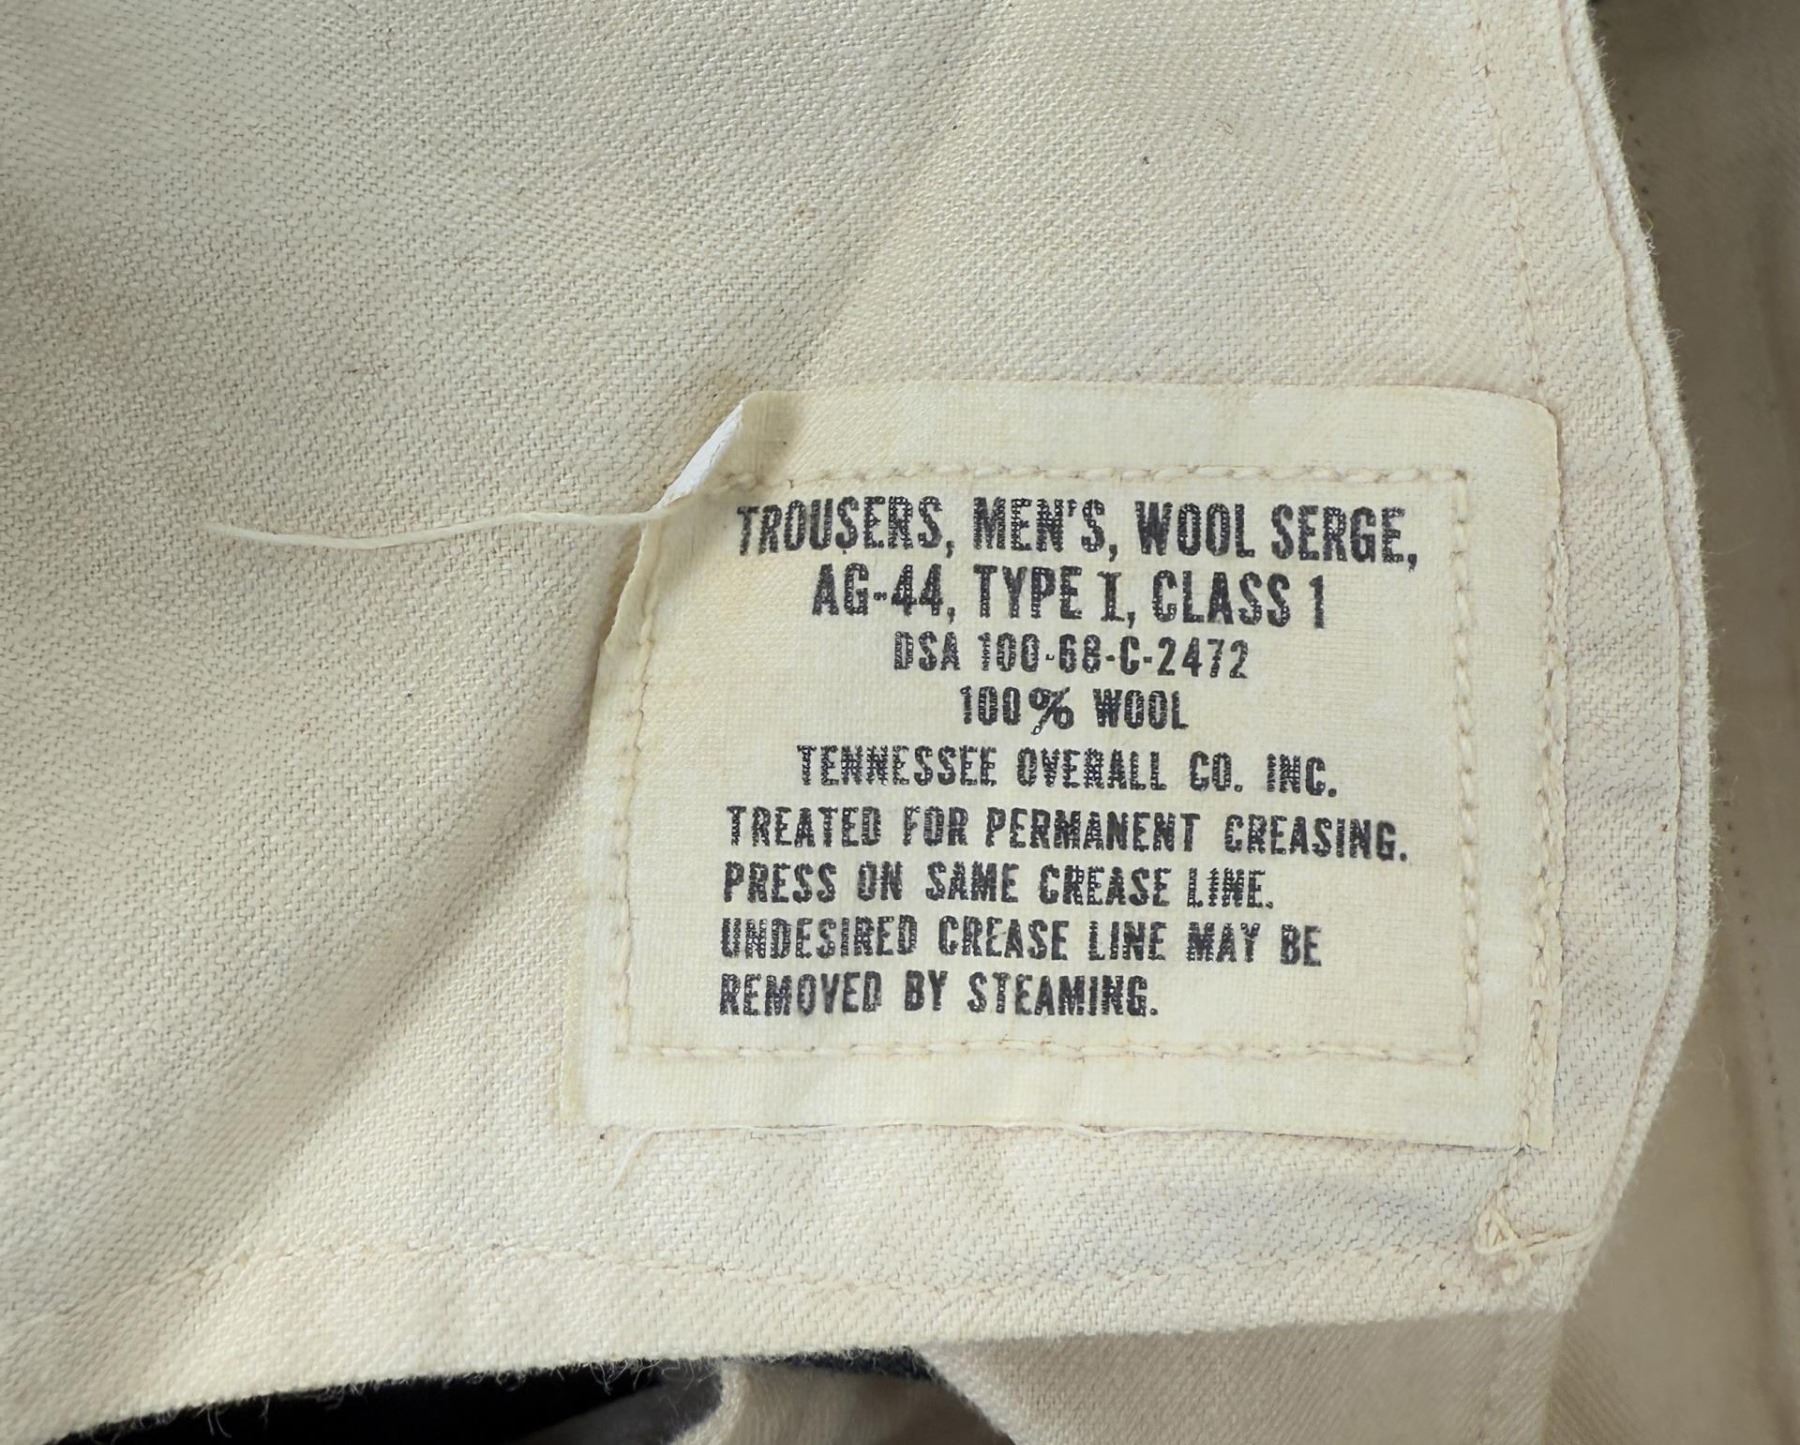 TROUSERS, MEN'S, WOOL SERGE,
AG-44, TYPE I, CLASS 1
DSA 100-68-C-2472
100% WOOL
TENNESSEE OVERALL CO. INC.
TREATED FOR PERMANENT CREASING.
PRESS ON SAME CREASE LINE.
UNDESIRED CREASE LINE MAY BE
REMOVED BY STEAMING.